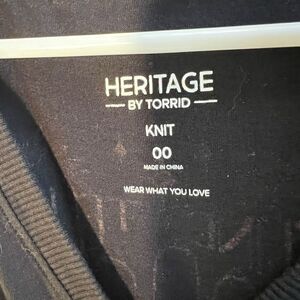 HERITAGE
BY TORRID
KNIT
00
MADE IN CHINA
WEAR WHAT YOU LOVE